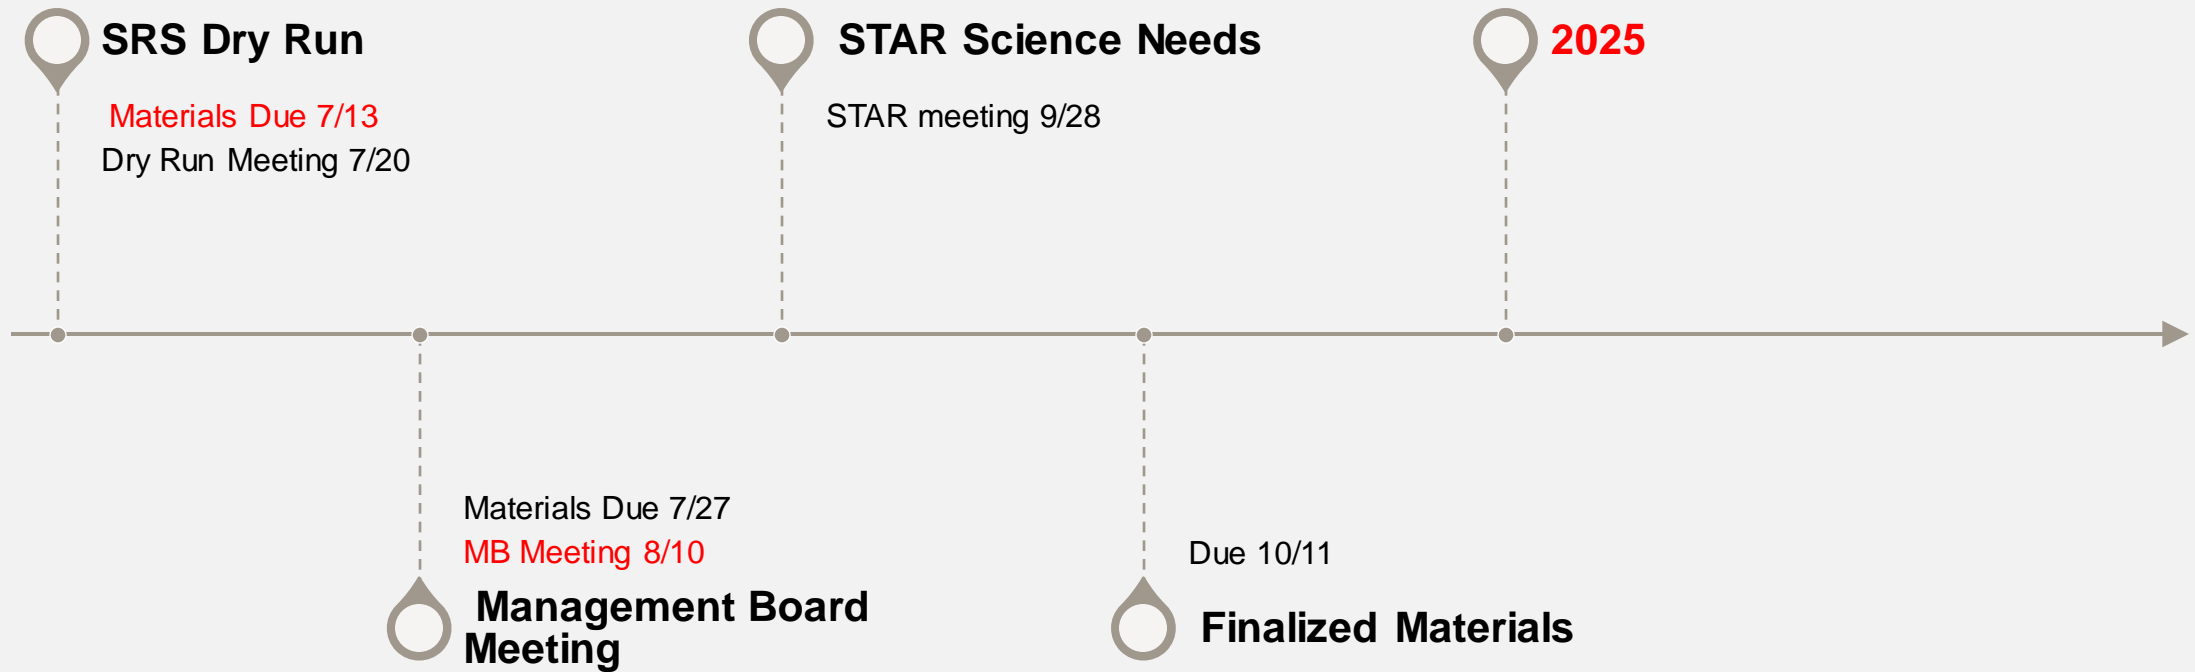 SRS Dry Run
Materials Due 7/13
Dry Run Meeting 7/20
STAR Science Needs
STAR meeting 9/28
2025
Materials Due 7/27
MB Meeting 8/10
Management Board
Meeting
Due 10/11
Finalized Materials